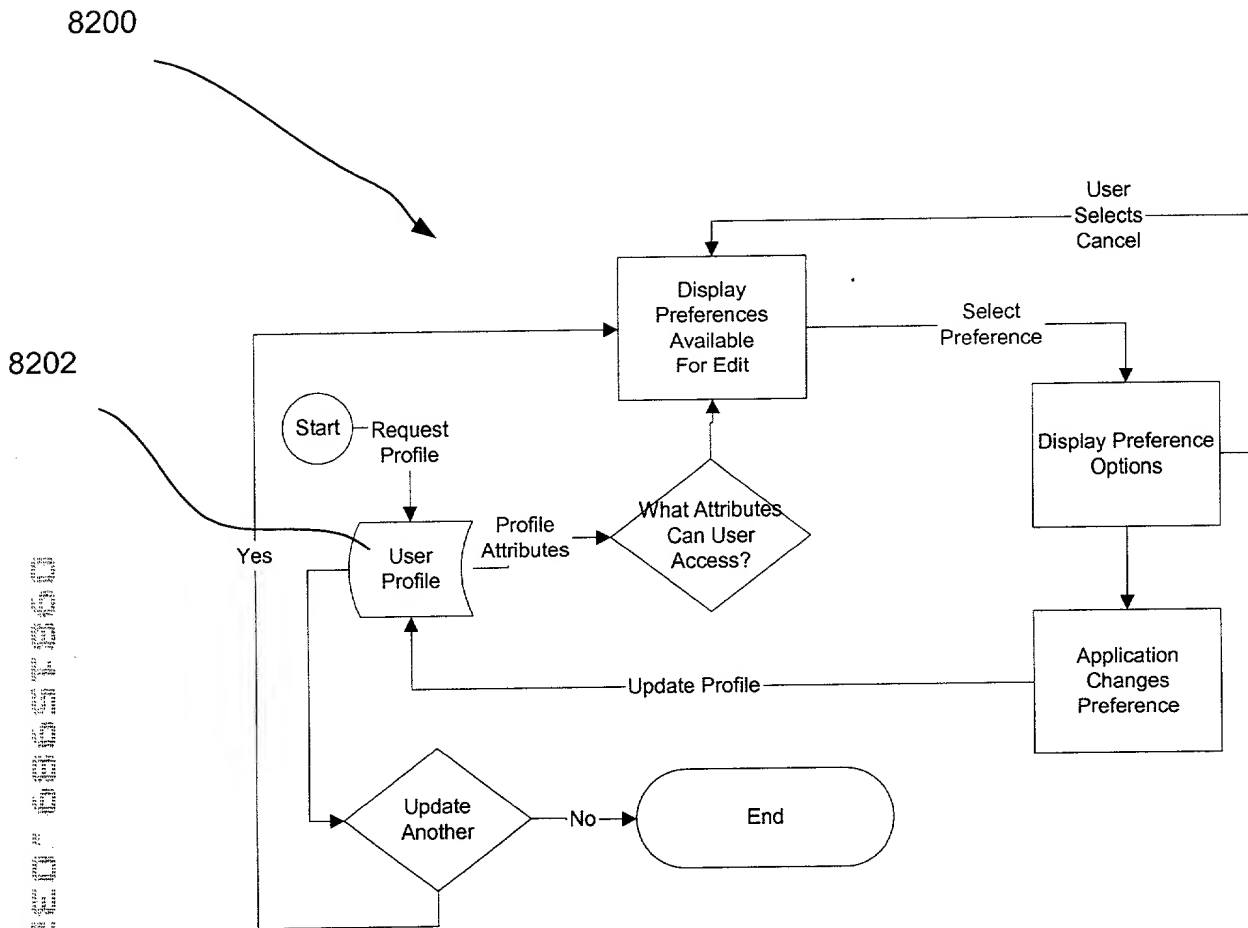 8200
User
Selects
Cancel
Display
Preferences
Available
For Edit
Select
Preference
8202
Start
Request
Profile
Display Preference
Options
What Attributes
Can User
Access?
Profile
Attributes
User
Profile
Yes
Application
Changes
Preference
Update Profile
Update
Another
No
End